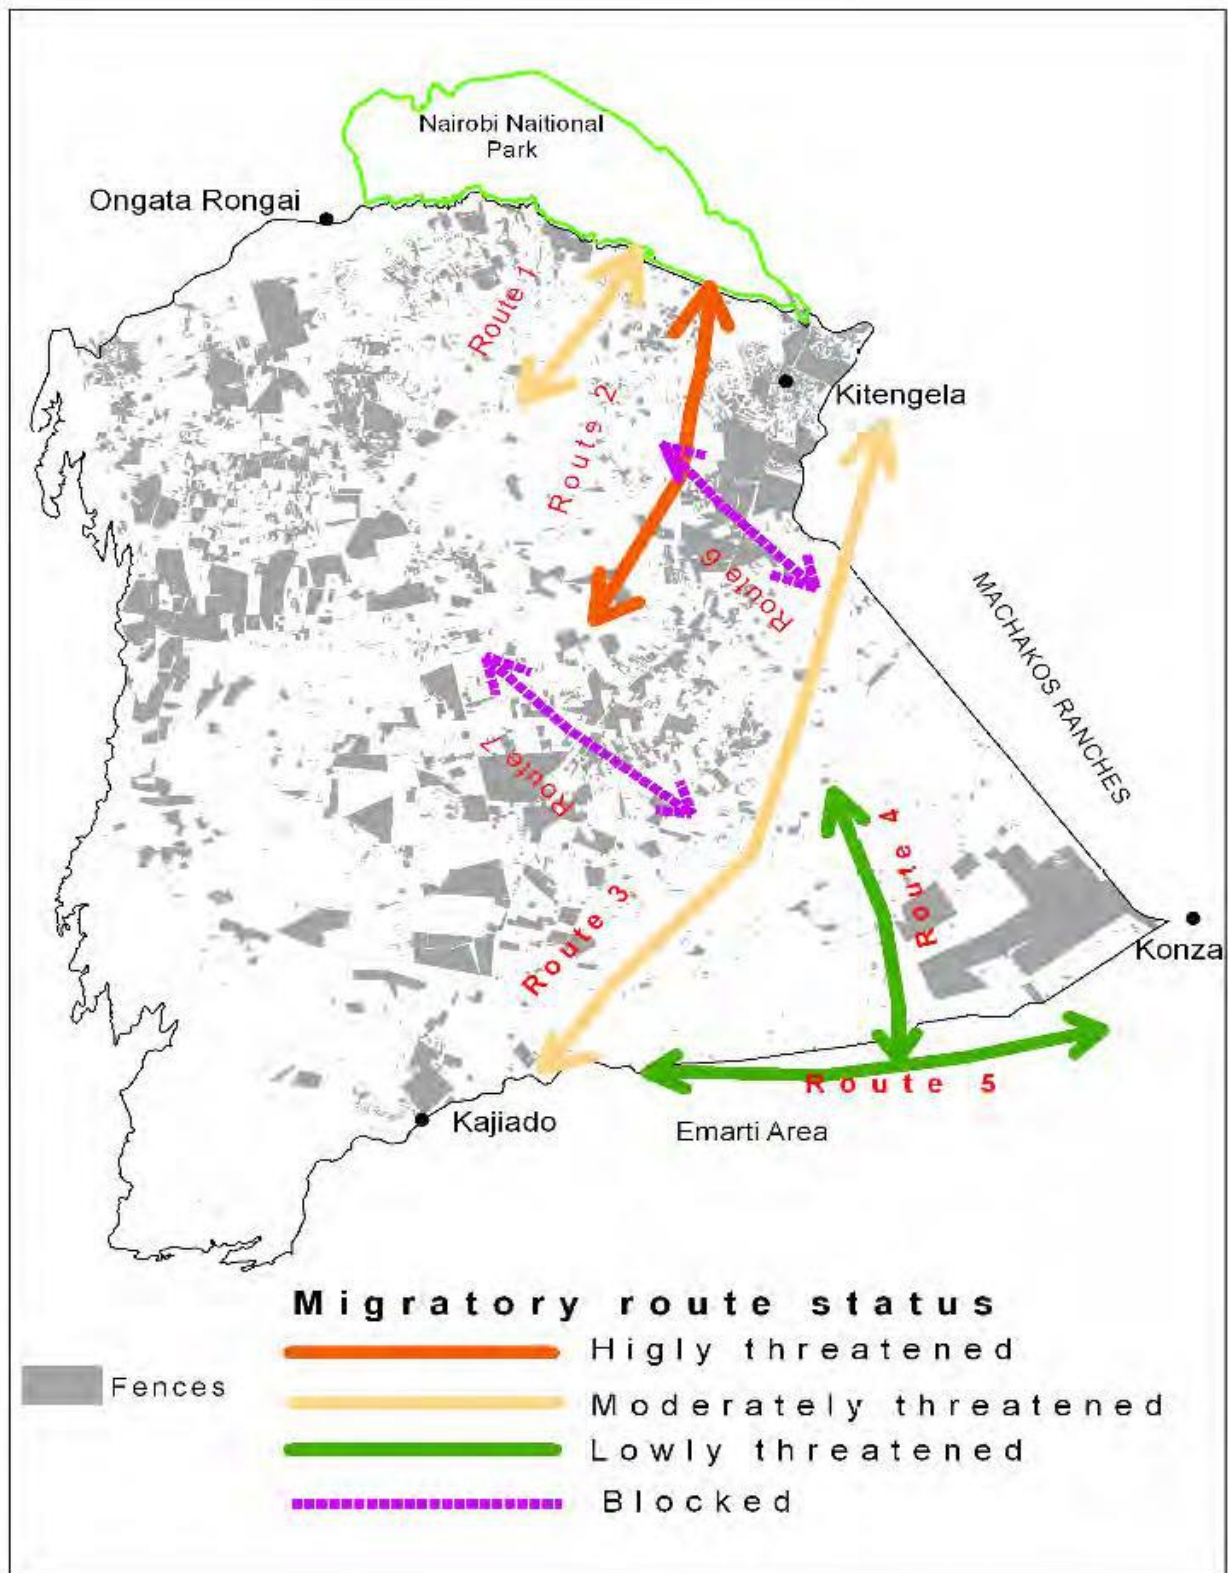 Nairobi Naitional
Park
Ongata Rongai
Route 1
Route 2
Kitengela
Route 6
MACHAKOS RANCHES
Route 7
Route 4
Route 3
Konza
Route 5
Kajiado
Emarti Area
Migratory route status
Higly threatened
Fences
Moderately threatened
Lowly threatened
Blocked